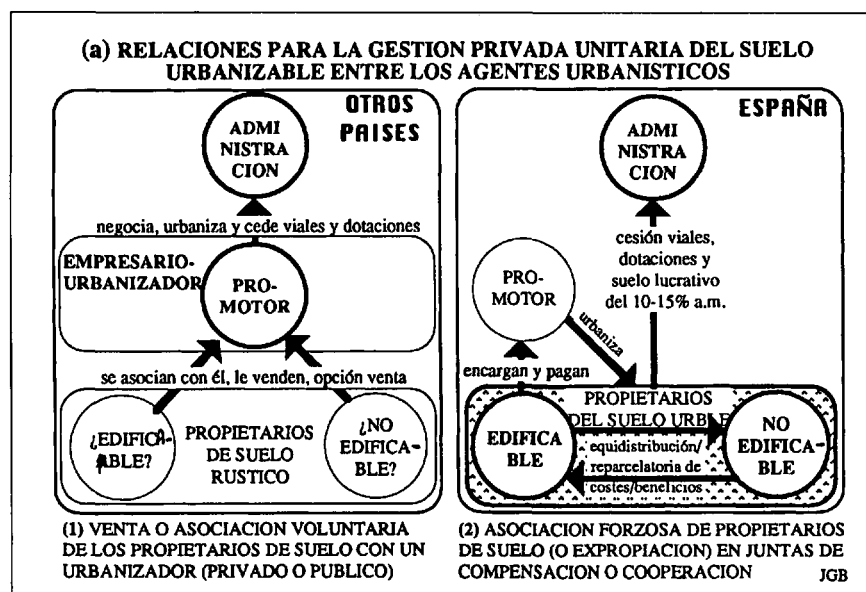 (a) RELACIONES PARA LA GESTION PRIVADA UNITARIA DEL SUELO
URBANIZABLE ENTRE LOS AGENTES URBANISTICOS
OTROS
PAISES
ADMI
NISTRA
CION
negocia, urbaniza y cede viales y dotaciones
EMPRESARIO-
URBANIZADOR
PRO-
MOTOR
se asocian con él, le venden, opción venta
¿EDIFICA-
BLE?
PROPIETARIOS
DE SUELO
RUSTICO
¿NO
EDIFICA-
BLE?
(1) VENTA O ASOCIACION VOLUNTARIA
DE LOS PROPIETARIOS DE SUELO CON UN
URBANIZADOR (PRIVADO O PUBLICO)
ESPAÑA
ADMI
NISTRA
CION
cesión viales,
dotaciones y
suelo lucrativo
del 10-15% a.m.
PRO-
MOTOR
urbaniza
encargan y pagan
PROPIETARIOS
DEL SUELO URBLE
EDIFICA
BLE
equidistribución/
reparcelatoria de
costes/beneficios
NO
EDIFICA-
BLE
(2) ASOCIACION FORZOSA DE PROPIETARIOS
DE SUELO (O EXPROPIACION) EN JUNTAS DE
COMPENSACION O COOPERACION
JGB